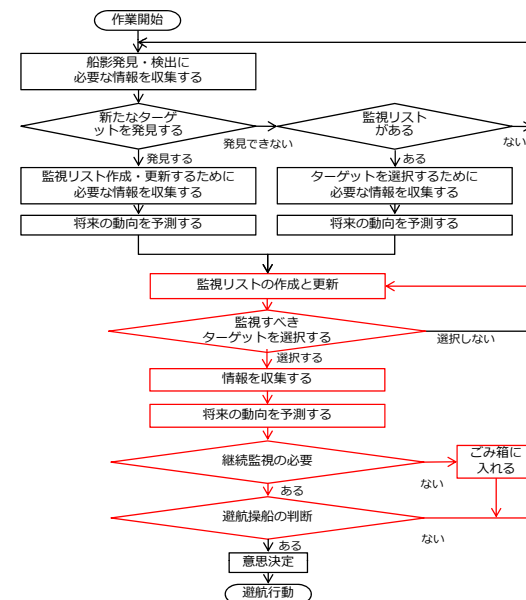 作業開始
船影発見・検出に
必要な情報を収集する
新たなターゲ
ットを発見する
発見できない
監視リスト
がある
ない
発見する
ある
監視リスト作成・更新するために
必要な情報を収集する
ターゲットを選択するために
必要な情報を収集する
将来の動向を予測する
将来の動向を予測する
監視リストの作成と更新
監視すべき
ターゲットを選択する
選択しない
選択する
情報を収集する
将来の動向を予測する
継続監視の必要
ない
ごみ箱に
入れる
ある
避航操船の判断
ない
ある
意思決定
避航行動